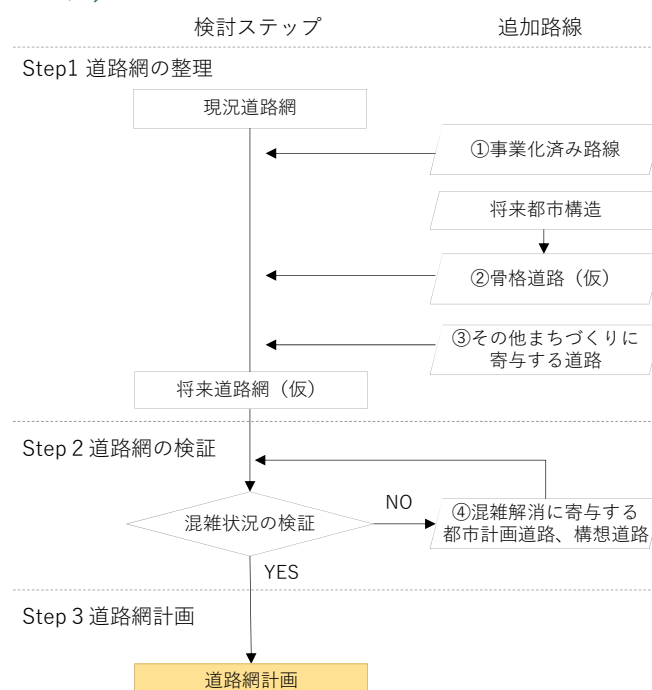 検討ステップ
追加路線
Step1 道路網の整理
現況道路網
①事業化済み路線
将来都市構造
②骨格道路（仮）
③その他まちづくりに
寄与する道路
将来道路網（仮）
Step 2 道路網の検証
混雑状況の検証
NO
④混雑解消に寄与する
都市計画道路、構想道路
YES
Step 3 道路網計画
道路網計画